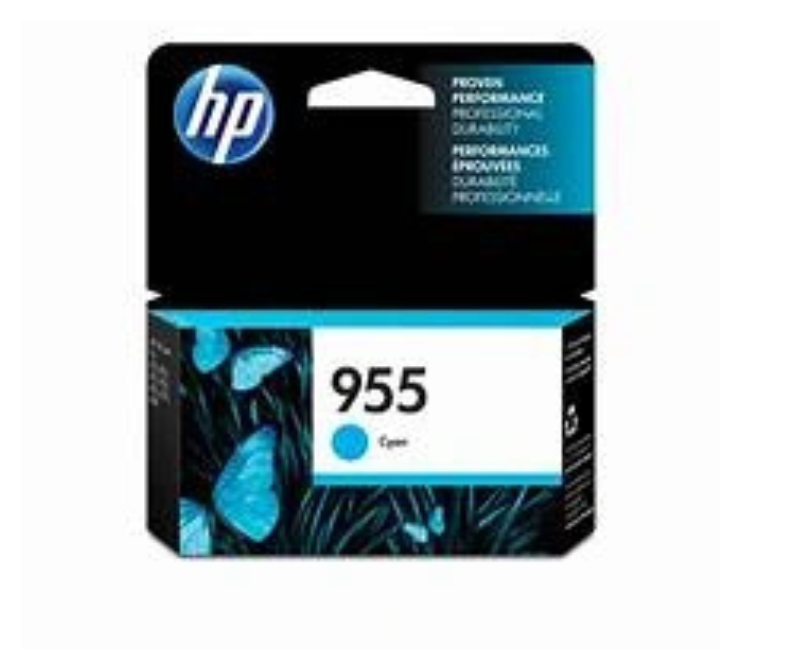 hp
PROVEN
PERFORMANCE
PROFESSIONAL
DURABILITY
PERFORMANCES
ÉPROUVÉES
DURABILITÉ
PROFESSIONNELLE
955
Cyan